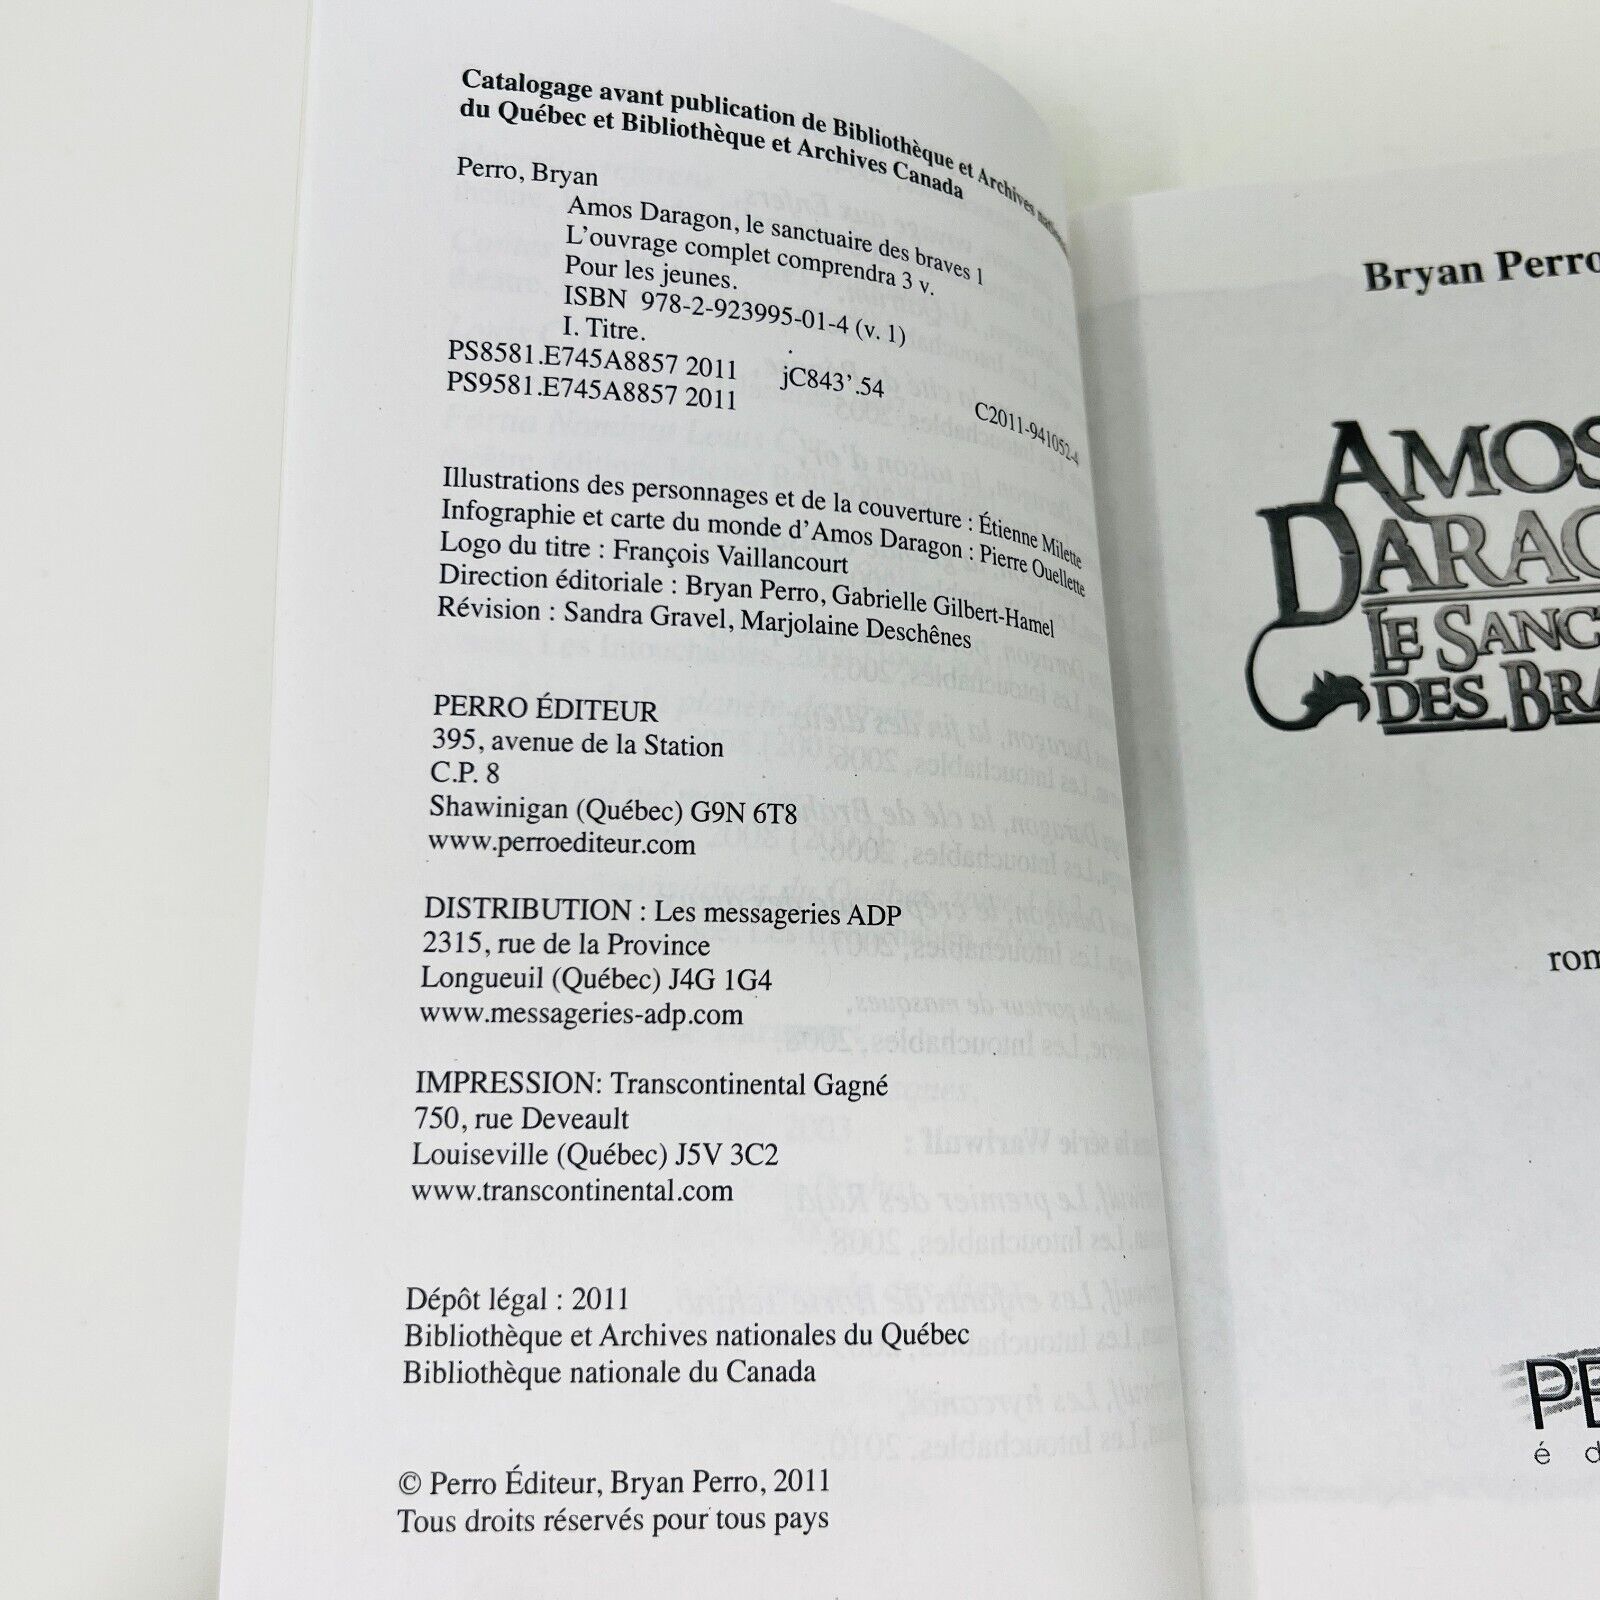 Catalogage avant publication de Bibliothèque et Archives
du Québec et Bibliothèque et Archives Canada
Perro, Bryan
Amos Daragon, le sanctuaire des braves 1
L'ouvrage complet comprendra 3 v.
Pour les jeunes.
ISBN 978-2-923995-01-4 (v. 1)
I. Titre.
PS8581.E745A8857 2011 jC843'.54
PS9581.E745A8857 2011 C2011-941052-4
Illustrations des personnages et de la couverture : Étienne Milette
Infographie et carte du monde d'Amos Daragon : Pierre Ouellette
Logo du titre : François Vaillancourt
Direction éditoriale : Bryan Perro, Gabrielle Gilbert-Hamel
Révision : Sandra Gravel, Marjolaine Deschênes
PERRO ÉDITEUR
395, avenue de la Station
C.P. 8
Shawinigan (Québec) G9N 6T8
www.perroediteur.com
DISTRIBUTION : Les messageries ADP
2315, rue de la Province
Longueuil (Québec) J4G 1G4
www.messageries-adp.com
IMPRESSION: Transcontinental Gagné
750, rue Deveault
Louiseville (Québec) J5V 3C2
www.transcontinental.com
Dépôt légal : 2011
Bibliothèque et Archives nationales du Québec
Bibliothèque nationale du Canada
© Perro Éditeur, Bryan Perro, 2011
Tous droits réservés pour tous pays
Bryan Perro
AMOS
DARAG
LE SANC
DES BRA
rom
PE
é d